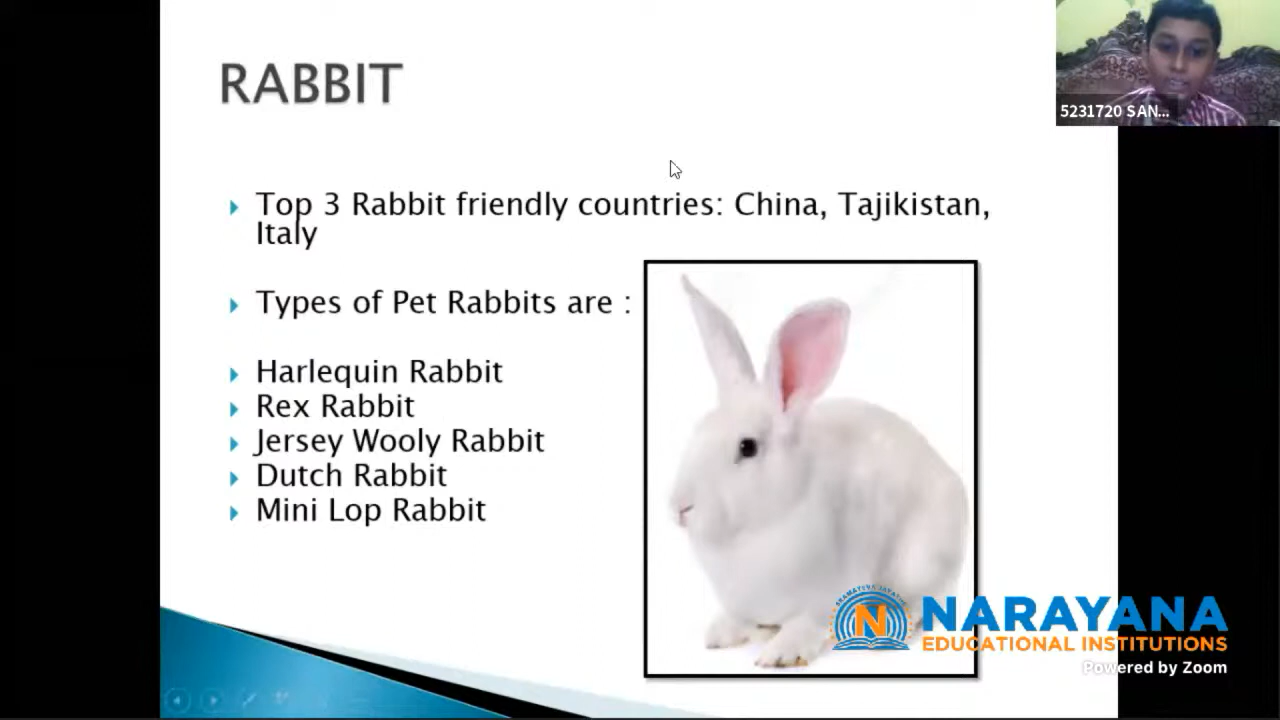 RABBIT
5231720 SAN...
Top 3 Rabbit friendly countries: China, Tajikistan,
Italy
Types of Pet Rabbits are :
Harlequin Rabbit
Rex Rabbit
Jersey Wooly Rabbit
Dutch Rabbit
Mini Lop Rabbit
N
NARAYANA
EDUCATIONAL INSTITUTIONS
Powered by Zoom